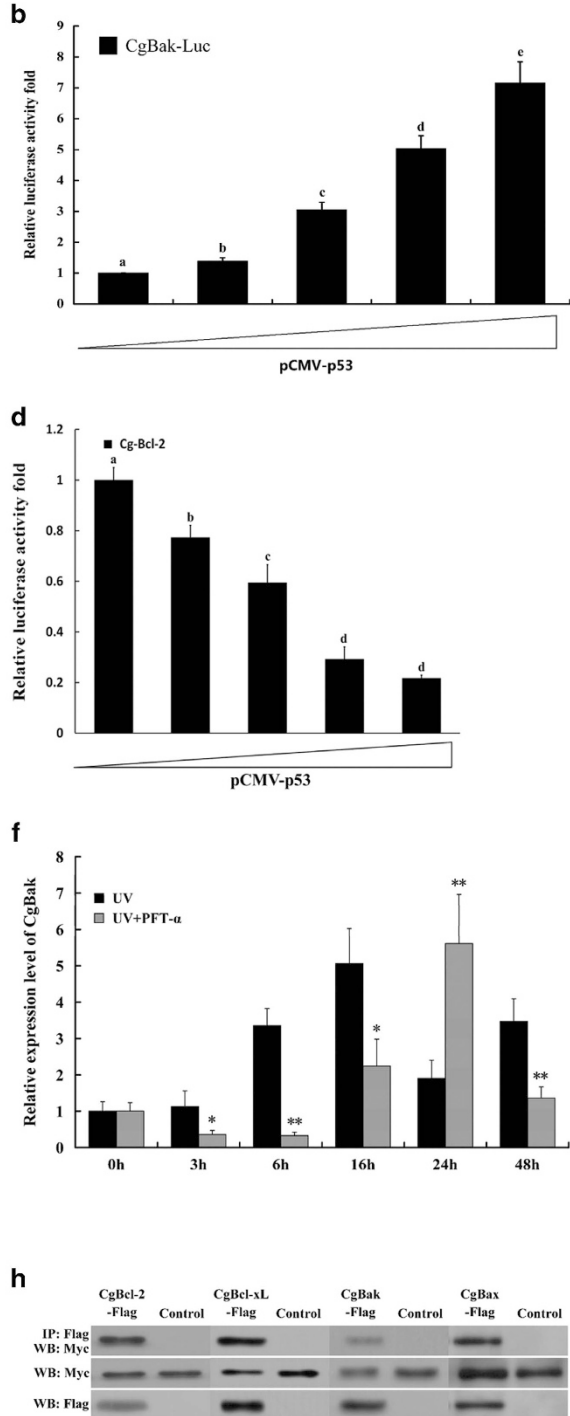 b
Relative luciferase activity fold
9
8
7
6
5
4
3
2
1
0
CgBak-Luc
a
b
c
d
e
pCMV-p53
d
Relative luciferase activity fold
1.2
1
0.8
0.6
0.4
0.2
0
Cg-Bcl-2
a
b
c
d
d
pCMV-p53
f
Relative expression level of CgBak
8
7
6
5
4
3
2
1
0
UV
UV+PFT-α
*
**
*
**
**
0h 3h 6h 16h 24h 48h
h
CgBcl-2 CgBcl-xL CgBak CgBax
-Flag Control -Flag Control -Flag Control -Flag Control
IP: Flag
WB: Myc
WB: Myc
WB: Flag